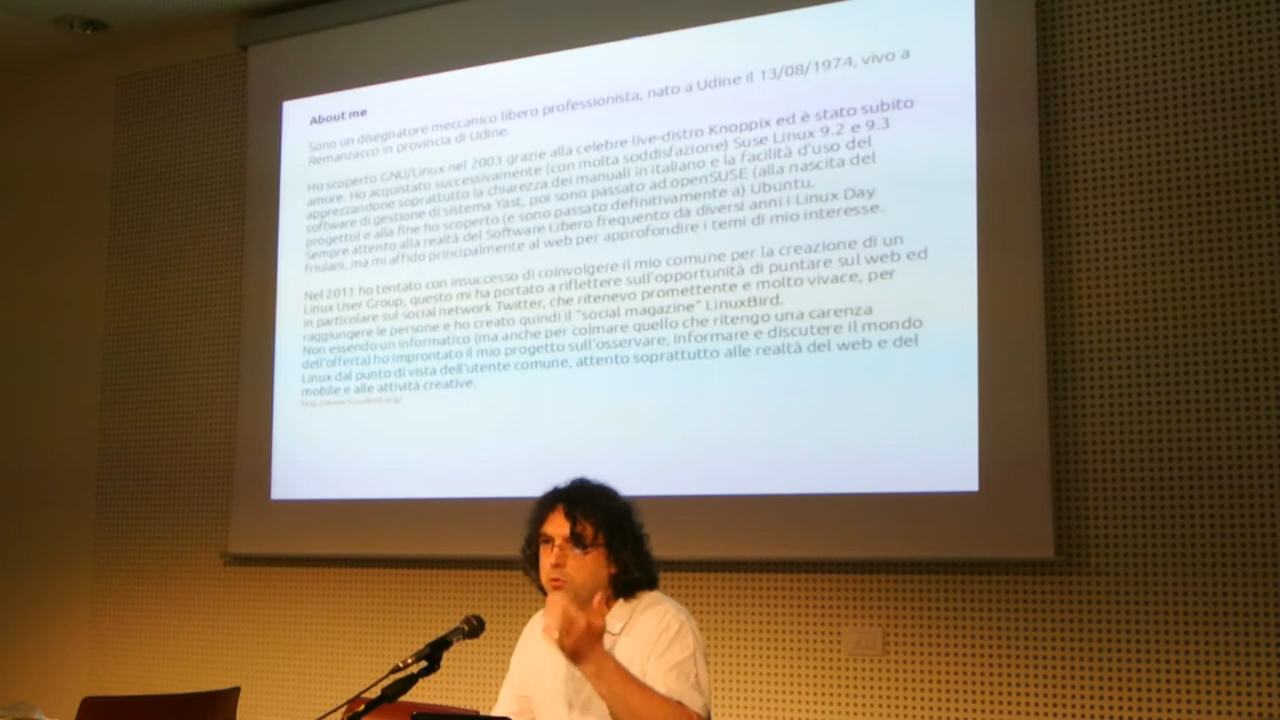 About me
Sono un disegnatore meccanico libero professionista, nato a Udine il 13/08/1974, vivo a
Remanzacco in provincia di Udine.
Ho scoperto GNU/Linux nel 2003 grazie alla celebre live-distro Knoppix ed è stato subito
amore. Ho acquistato successivamente (con molta soddisfazione) Suse Linux 9.2 e 9.3
apprezzandone soprattutto la chiarezza dei manuali in italiano e la facilità d'uso del
software di gestione di sistema Yast, poi sono passato ad openSUSE (alla nascita del
progetto) e alla fine ho scoperto (e sono passato definitivamente a) Ubuntu.
Sempre attento alla realtà del Software Libero frequento da diversi anni i Linux Day
friulani, ma mi affido principalmente al web per approfondire i temi di mio interesse.
Nel 2011 ho tentato con insuccesso di coinvolgere il mio comune per la creazione di un
Linux User Group, questo mi ha portato a riflettere sull'opportunità di puntare sul web ed
in particolare sul social network Twitter, che ritenevo promettente e molto vivace, per
raggiungere le persone e ho creato quindi il "social magazine" LinuxBird.
Non essendo un informatico (ma anche per colmare quello che ritengo una carenza
dell'offerta) ho improntato il mio progetto sull'osservare, informare e discutere il mondo
Linux dal punto di vista dell'utente comune, attento soprattutto alle realtà del web e del
mobile e alle attività creative.